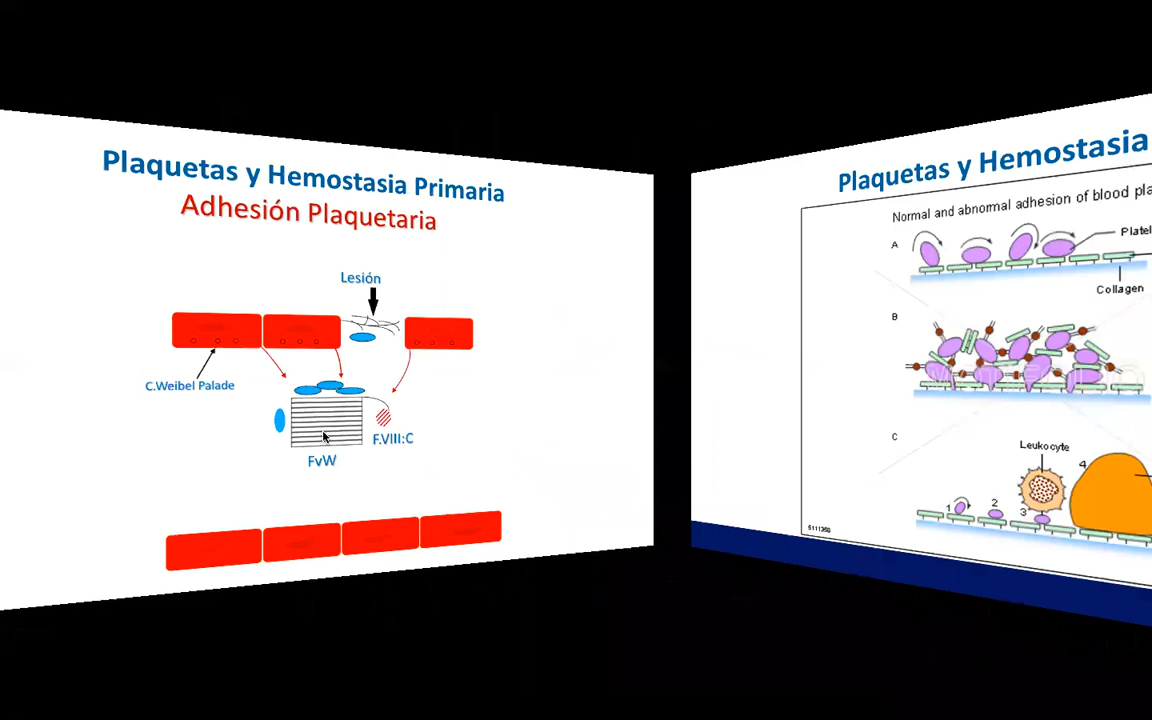 Plaquetas y Hemostasia Primaria
Adhesión Plaquetaria
Lesión
C.Weibel Palade
F.VIII:C
FvW
Plaquetas y Hemostasia
Normal and abnormal adhesion of blood pla
A
Platel
Collagen
B
C
Leukocyte
4
1
2
3
5111350